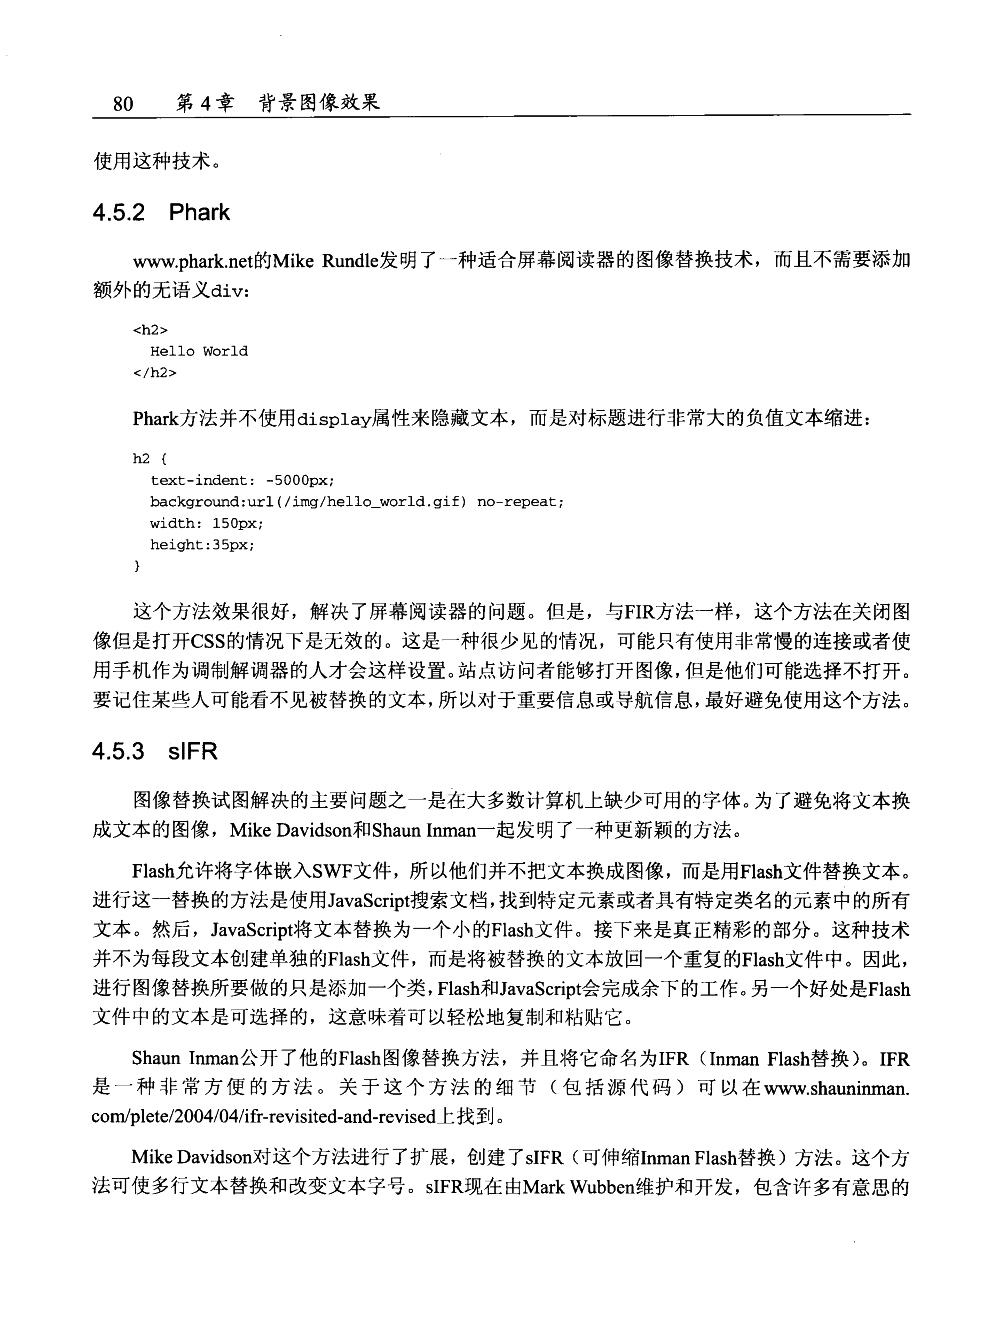 80 第 4 章 背景图像效果
使用这种技术。
4.5.2 Phark
www.phark.net的Mike Rundle发明了一种适合屏幕阅读器的图像替换技术，而且不需要添加
额外的无语义div：
<h2>
Hello World
</h2>
Phark方法并不使用display属性来隐藏文本，而是对标题进行非常大的负值文本缩进：
h2 {
text-indent: -5000px;
background:url(/img/hello_world.gif) no-repeat;
width: 150px;
height:35px;
}
这个方法效果很好，解决了屏幕阅读器的问题。但是，与FIR方法一样，这个方法在关闭图
像但是打开CSS的情况下是无效的。这是一种很少见的情况，可能只有使用非常慢的连接或者使
用手机作为调制解调器的人才会这样设置。站点访问者能够打开图像，但是他们可能选择不打开。
要记住某些人可能看不见被替换的文本，所以对于重要信息或导航信息，最好避免使用这个方法。
4.5.3 sIFR
图像替换试图解决的主要问题之一是在大多数计算机上缺少可用的字体。为了避免将文本换
成文本的图像，Mike Davidson和Shaun Inman一起发明了一种更新颖的方法。
Flash允许将字体嵌入SWF文件，所以他们并不把文本换成图像，而是用Flash文件替换文本。
进行这一替换的方法是使用JavaScript搜索文档，找到特定元素或者具有特定类名的元素中的所有
文本。然后，JavaScript将文本替换为一个小的Flash文件。接下来是真正精彩的部分。这种技术
并不为每段文本创建单独的Flash文件，而是将被替换的文本放回一个重复的Flash文件中。因此，
进行图像替换所要做的只是添加一个类，Flash和JavaScript会完成余下的工作。另一个好处是Flash
文件中的文本是可选择的，这意味着可以轻松地复制和粘贴它。
Shaun Inman公开了他的Flash图像替换方法，并且将它命名为IFR（Inman Flash替换）。IFR
是一种非常方便的方法。关于这个方法的细节（包括源代码）可以在www.shauninman.
com/plete/2004/04/ifr-revisited-and-revised上找到。
Mike Davidson对这个方法进行了扩展，创建了sIFR（可伸缩Inman Flash替换）方法。这个方
法可使多行文本替换和改变文本字号。sIFR现在由Mark Wubben维护和开发，包含许多有意思的